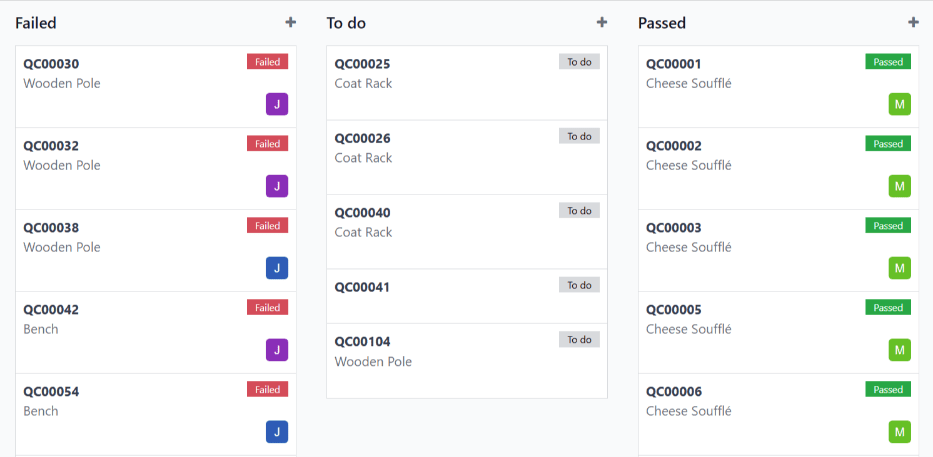 Failed
QC00030
Failed
Wooden Pole
J
QC00032
Failed
Wooden Pole
J
QC00038
Failed
Wooden Pole
J
QC00042
Failed
Bench
J
QC00054
Failed
Bench
J
To do
QC00025
To do
Coat Rack
QC00026
To do
Coat Rack
QC00040
To do
Coat Rack
QC00041
To do
QC00104
To do
Wooden Pole
Passed
QC00001
Passed
Cheese Soufflé
M
QC00002
Passed
Cheese Soufflé
M
QC00003
Passed
Cheese Soufflé
M
QC00005
Passed
Cheese Soufflé
M
QC00006
Passed
Cheese Soufflé
M